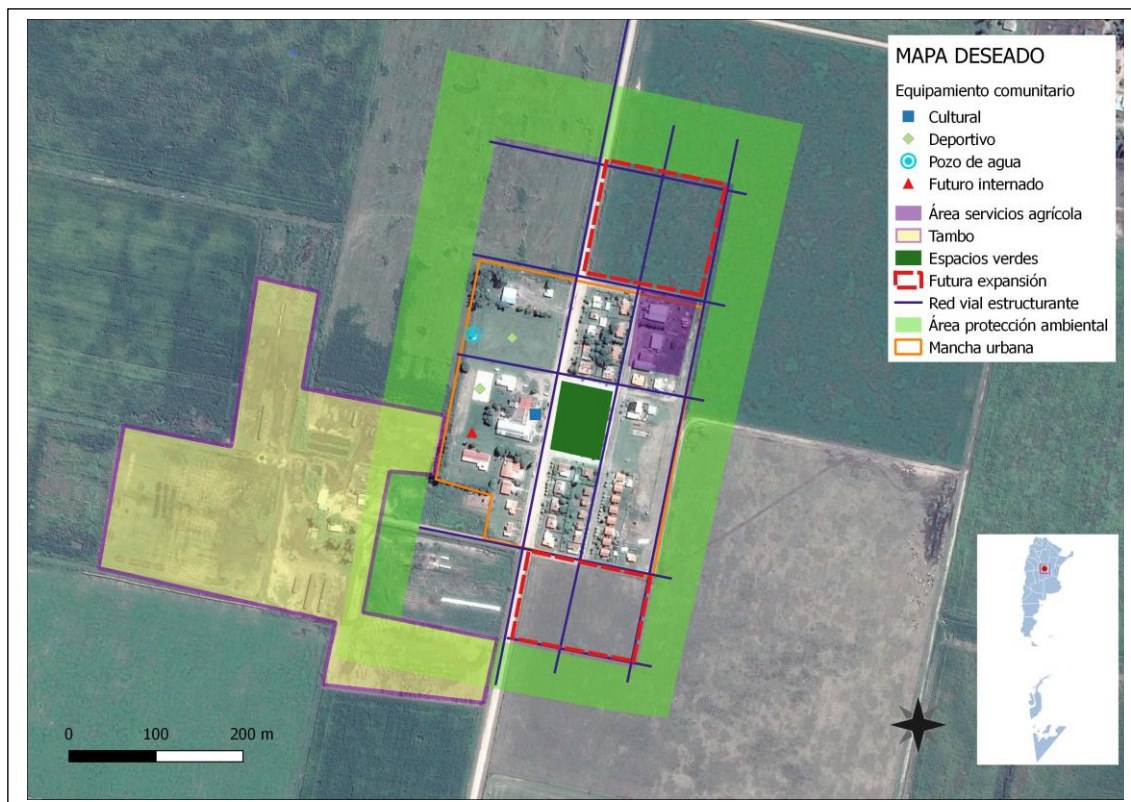 MAPA DESEADO
Equipamiento comunitario
Cultural
Deportivo
Pozo de agua
Futuro internado
Área servicios agrícola
Tambo
Espacios verdes
Futura expansión
Red vial estructurante
Área protección ambiental
Mancha urbana
0 100 200 m